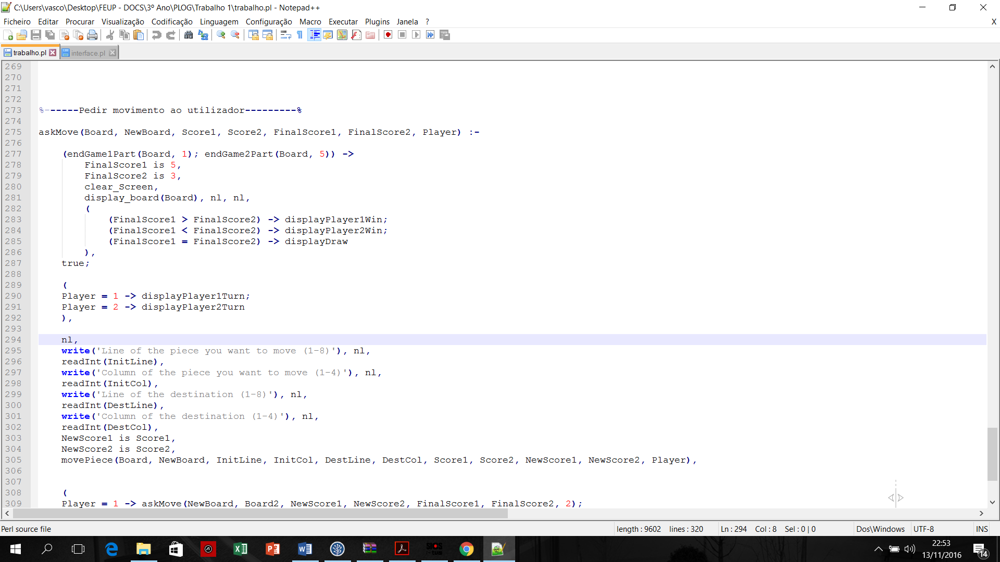 C:\Users\vasco\Desktop\FEUP - DOCS\3º Ano\PLOG\Trabalho 1\trabalho.pl - Notepad++
Ficheiro Editar Procurar Visualização Codificação Linguagem Configuração Macro Executar Plugins Janela ? X
trabalho.pl interface.pl
269
270
271
272
273 %------Pedir movimento ao utilizador---------%
274
275 askMove(Board, NewBoard, Score1, Score2, FinalScore1, FinalScore2, Player) :-
276
277 (endGame1Part(Board, 1); endGame2Part(Board, 5)) ->
278 FinalScore1 is 5,
279 FinalScore2 is 3,
280 clear_Screen,
281 display_board(Board), nl, nl,
282 (
283 (FinalScore1 > FinalScore2) -> displayPlayer1Win;
284 (FinalScore1 < FinalScore2) -> displayPlayer2Win;
285 (FinalScore1 = FinalScore2) -> displayDraw
286 ),
287 true;
288
289 (
290 Player = 1 -> displayPlayer1Turn;
291 Player = 2 -> displayPlayer2Turn
292 ),
293
294 nl,
295 write('Line of the piece you want to move (1-8)'), nl,
296 readInt(InitLine),
297 write('Column of the piece you want to move (1-4)'), nl,
298 readInt(InitCol),
299 write('Line of the destination (1-8)'), nl,
300 readInt(DestLine),
301 write('Column of the destination (1-4)'), nl,
302 readInt(DestCol),
303 NewScore1 is Score1,
304 NewScore2 is Score2,
305 movePiece(Board, NewBoard, InitLine, InitCol, DestLine, DestCol, Score1, Score2, NewScore1, NewScore2, Player),
306
307
308 (
309 Player = 1 -> askMove(NewBoard, Board2, NewScore1, NewScore2, FinalScore1, FinalScore2, 2);
Perl source file length : 9602 lines : 320 Ln : 294 Col : 8 Sel : 0 | 0 Dos\Windows UTF-8 INS
22:53
13/11/2016
14